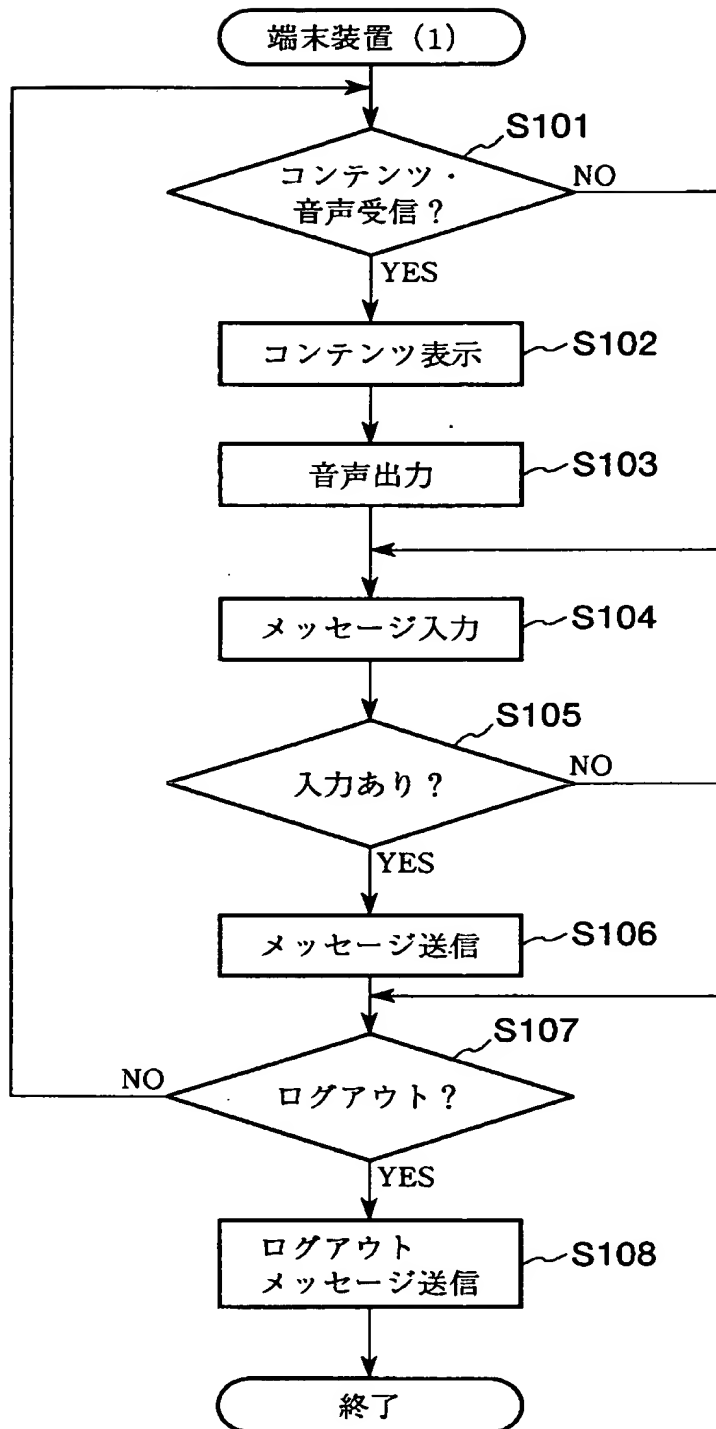 端末装置 (1)
S101
コンテンツ・
音声受信？
NO
YES
コンテンツ表示
S102
音声出力
S103
メッセージ入力
S104
S105
入力あり？
NO
YES
メッセージ送信
S106
S107
NO
ログアウト？
YES
ログアウト
メッセージ送信
S108
終了